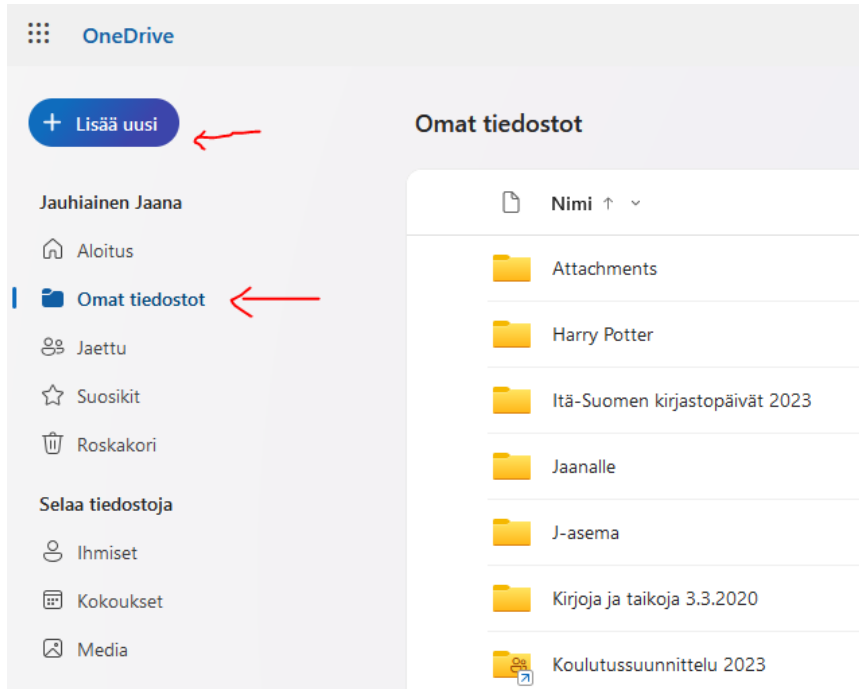 OneDrive
+ Lisää uusi
Jauhiainen Jaana
Aloitus
Omat tiedostot
Jaettu
Suosikit
Roskakori
Selaa tiedostoja
Ihmiset
Kokoukset
Media
Omat tiedostot
Nimi ↑
Attachments
Harry Potter
Itä-Suomen kirjastopäivät 2023
Jaanalle
J-asema
Kirjoja ja taikoja 3.3.2020
Koulutussuunnittelu 2023